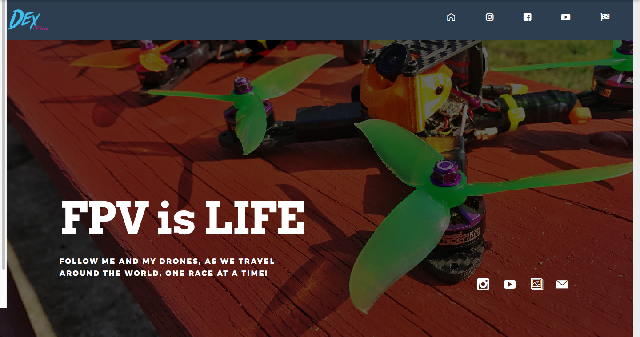 DEX
FPV is LIFE
FOLLOW ME AND MY DRONES, AS WE TRAVEL
AROUND THE WORLD, ONE RACE AT A TIME!